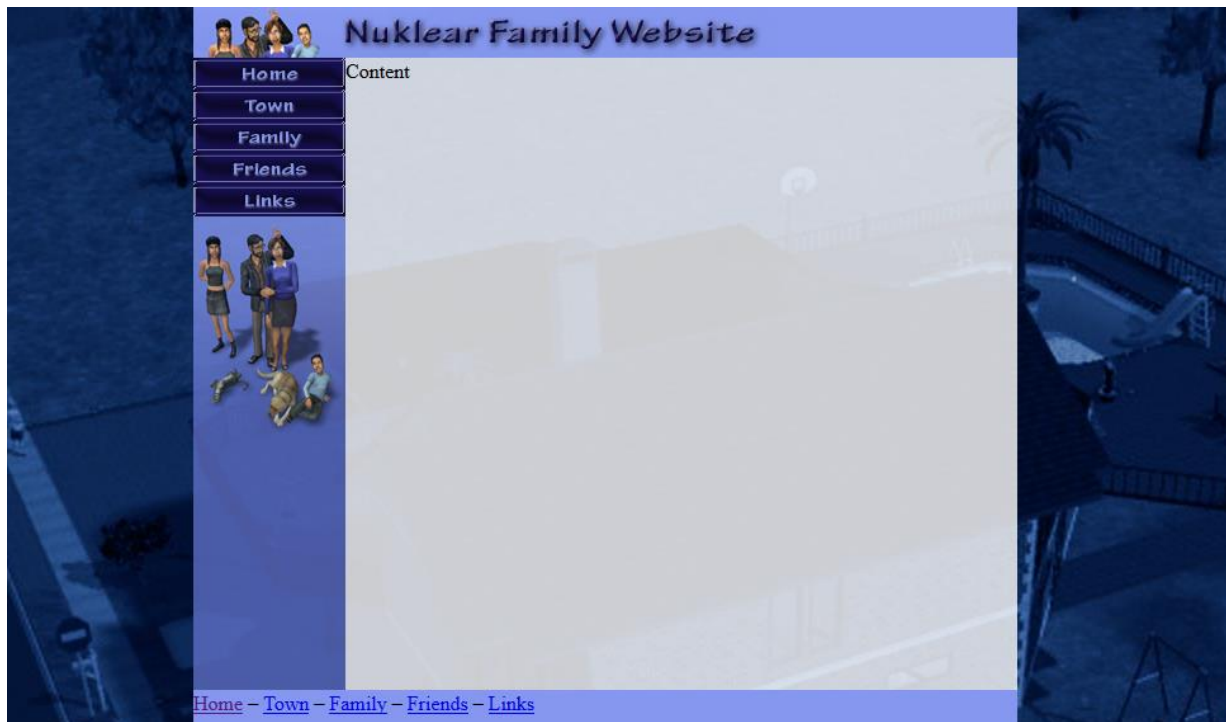 Nuklear Family Website
Home
Content
Town
Family
Friends
Links
Home – Town – Family – Friends – Links